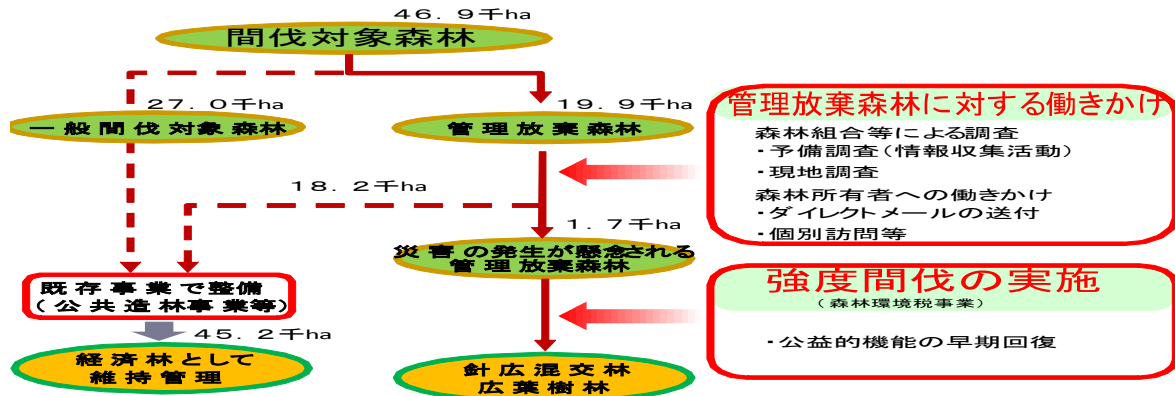 46.9千ha
間伐対象森林
27.0千ha
一般間伐対象森林
19.9千ha
管理放棄森林
管理放棄森林に対する働きかけ
森林組合等による調査
・予備調査(情報収集活動)
・現地調査
森林所有者への働きかけ
・ダイレクトメールの送付
・個別訪問等
18.2千ha
1.7千ha
災害の発生が懸念される
管理放棄森林
既存事業で整備
(公共造林事業等)
強度間伐の実施
(森林環境税事業)
・公益的機能の早期回復
45.2千ha
経済林として
維持管理
針広混交林
広葉樹林